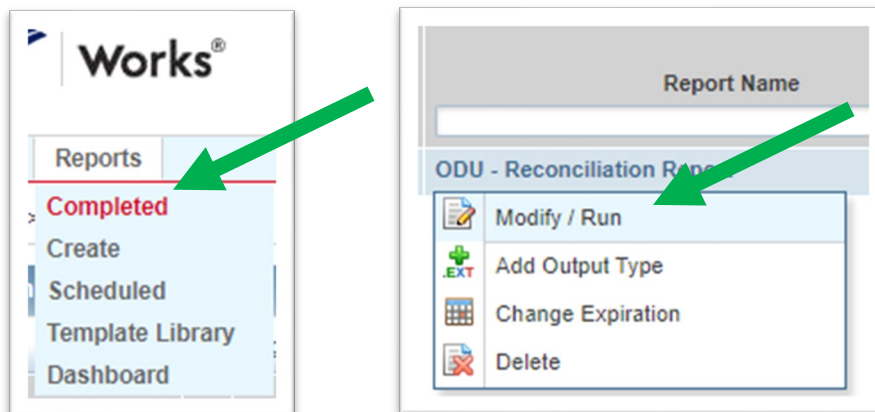 Works®
Reports
Completed
Create
Scheduled
Template Library
Dashboard
Report Name
ODU - Reconciliation Report
Modify / Run
.EXT
Add Output Type
Change Expiration
Delete